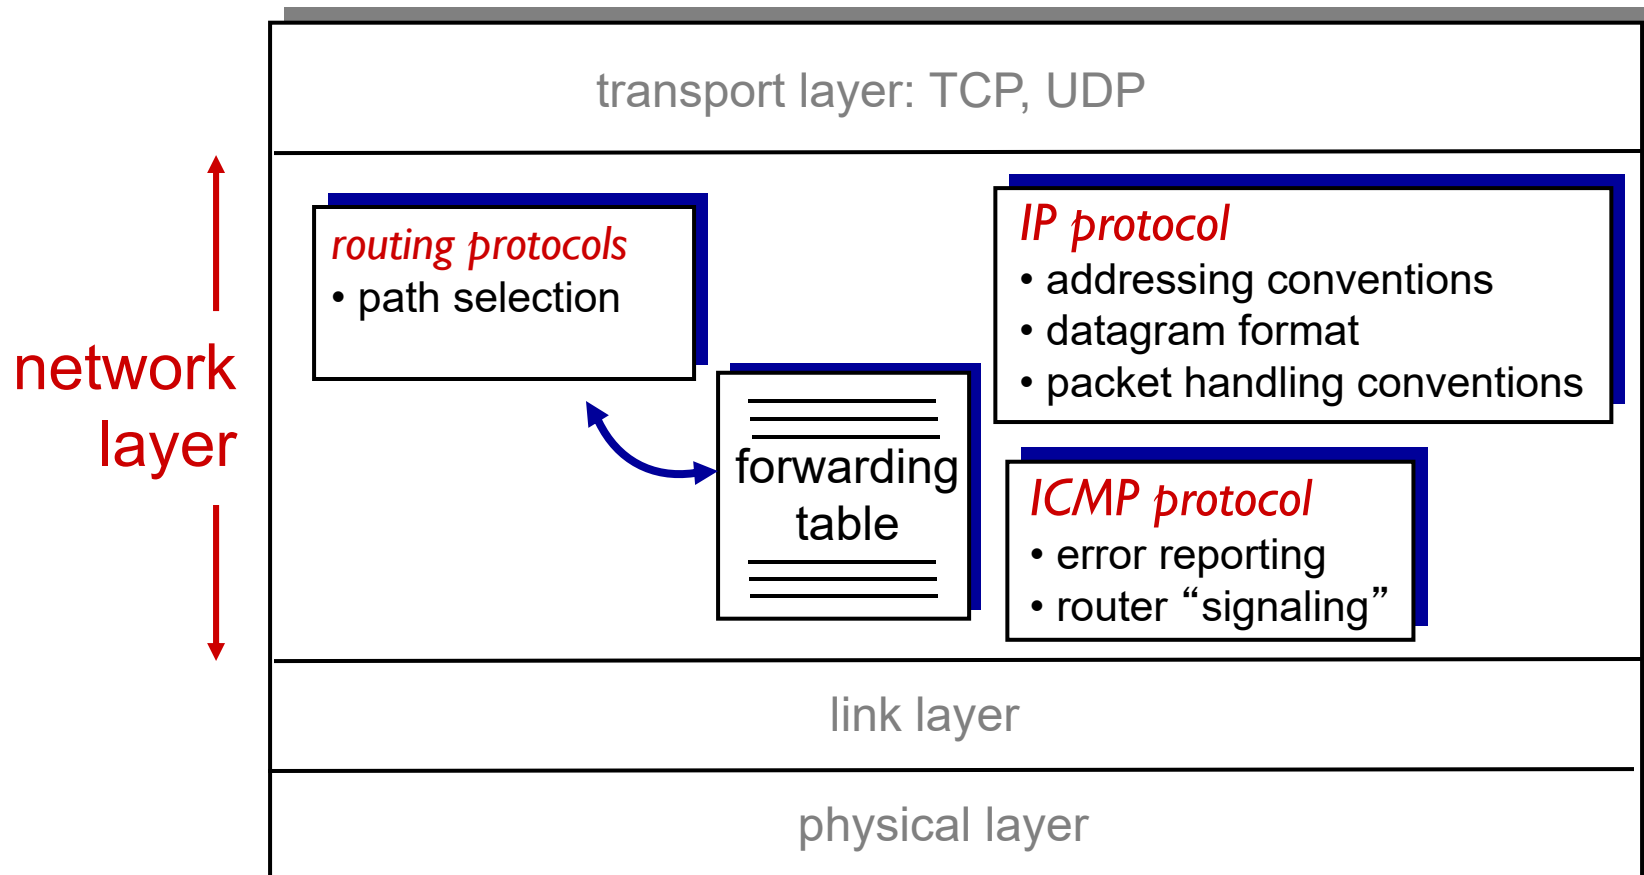 transport layer: TCP, UDP
network
layer
routing protocols
• path selection
forwarding
table
IP protocol
• addressing conventions
• datagram format
• packet handling conventions
ICMP protocol
• error reporting
• router “signaling”
link layer
physical layer